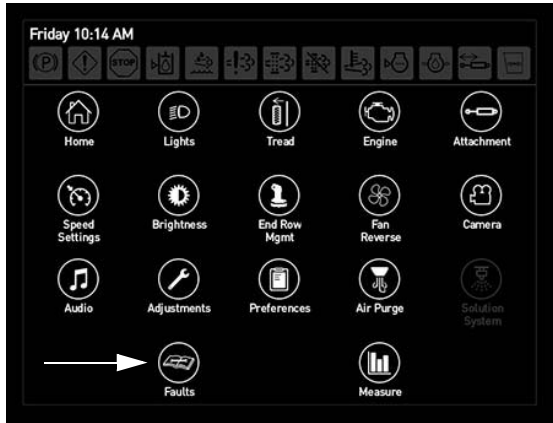 Friday 10:14 AM
(P)
STOP
Home
Lights
Tread
Engine
Attachment
Speed
Settings
Brightness
End Row
Mgmt
Fan
Reverse
Camera
Audio
Adjustments
Preferences
Air Purge
Solution
System
Faults
Measure